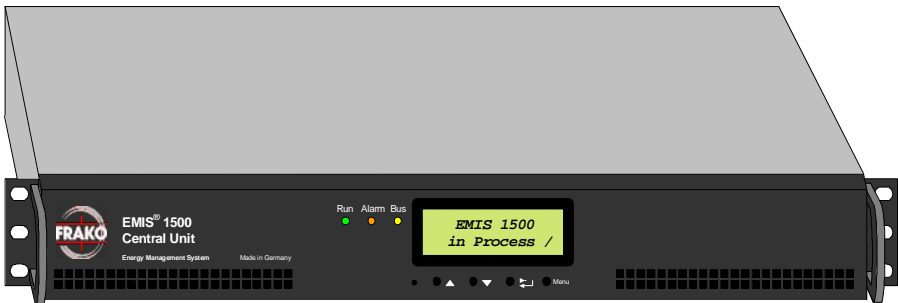 Run Alarm Bus
FRAKO
EMIS® 1500
Central Unit
Energy Management System Made in Germany
EMIS 1500
in Process /
Menu